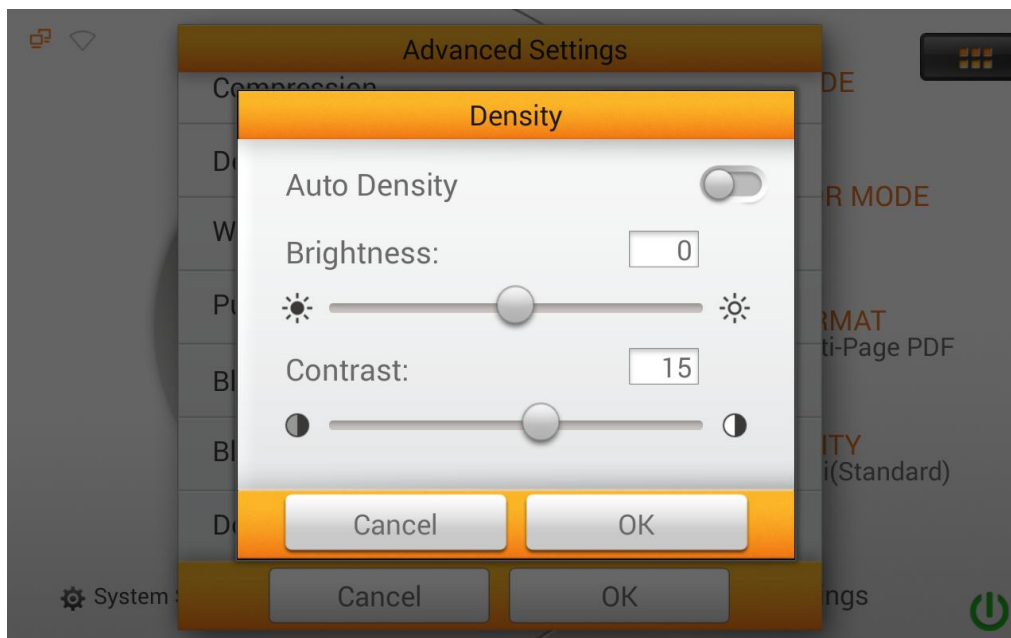 Advanced Settings
Compression
DE
Density
Auto Density
R MODE
Brightness:
0
RMAT
ti-Page PDF
Contrast:
15
ITY
i(Standard)
Cancel
OK
System
Cancel
OK
ngs